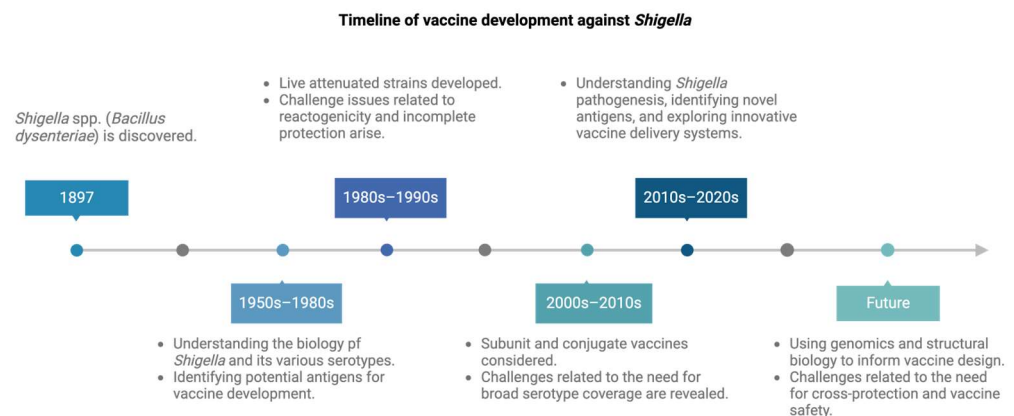 Timeline of vaccine development against Shigella
Shigella spp. (Bacillus
dysenteriae) is discovered.
1897
• Live attenuated strains developed.
• Challenge issues related to
reactogenicity and incomplete
protection arise.
1980s–1990s
• Understanding Shigella
pathogenesis, identifying novel
antigens, and exploring innovative
vaccine delivery systems.
2010s–2020s
1950s–1980s
• Understanding the biology pf
Shigella and its various serotypes.
• Identifying potential antigens for
vaccine development.
2000s–2010s
• Subunit and conjugate vaccines
considered.
• Challenges related to the need for
broad serotype coverage are revealed.
Future
• Using genomics and structural
biology to inform vaccine design.
• Challenges related to the need
for cross-protection and vaccine
safety.